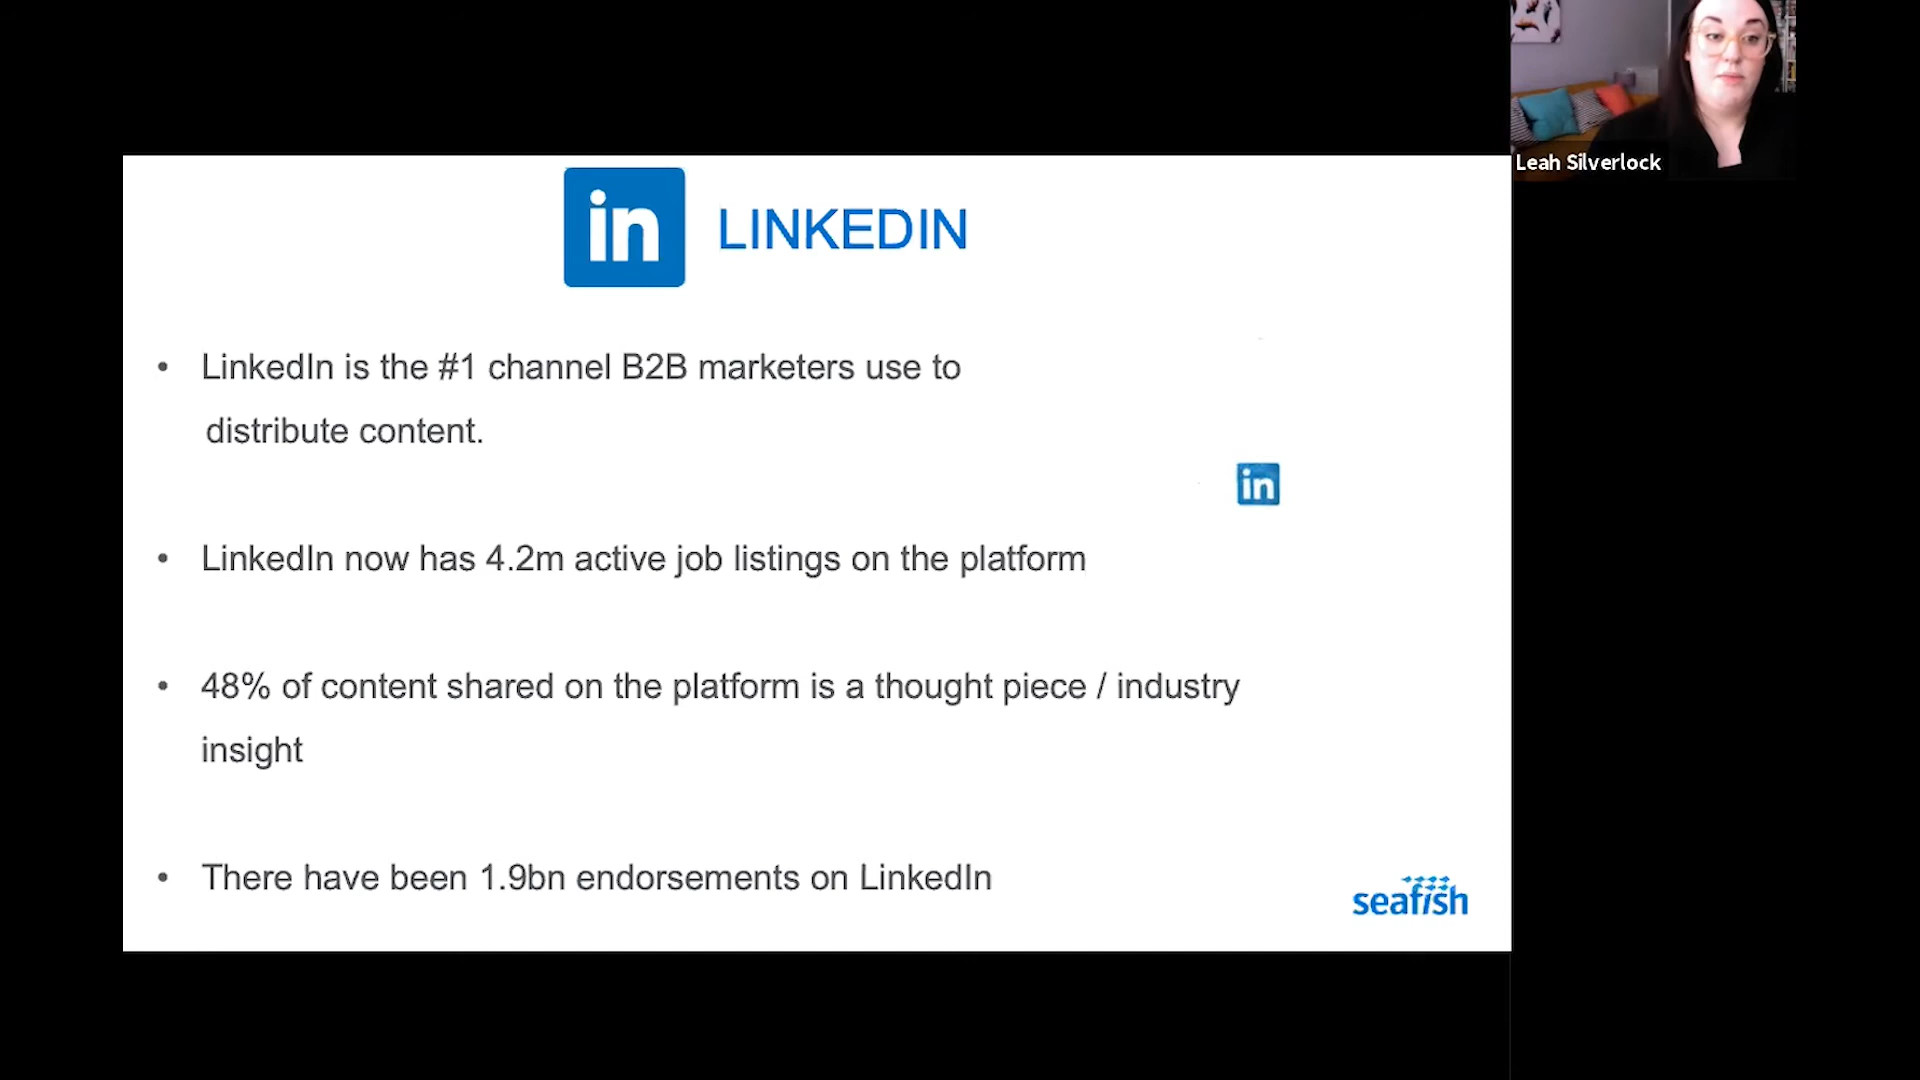 in LINKEDIN
Leah Silverlock
• LinkedIn is the #1 channel B2B marketers use to
distribute content.
in
• LinkedIn now has 4.2m active job listings on the platform
• 48% of content shared on the platform is a thought piece / industry
insight
• There have been 1.9bn endorsements on LinkedIn
seafish